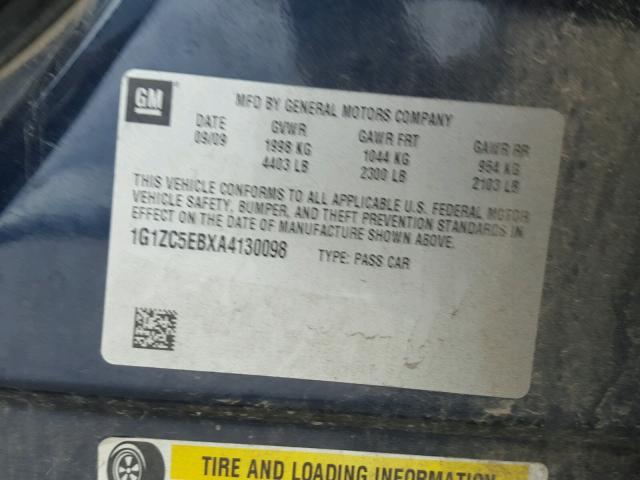 GM
MFD BY GENERAL MOTORS COMPANY
DATE GVWR GAWR FRT GAWR RR
09/09 1998 KG 1044 KG 954 KG
4403 LB 2300 LB 2103 LB
THIS VEHICLE CONFORMS TO ALL APPLICABLE U.S. FEDERAL MOTOR
VEHICLE SAFETY, BUMPER, AND THEFT PREVENTION STANDARDS IN
EFFECT ON THE DATE OF MANUFACTURE SHOWN ABOVE.
1G1ZC5EBXA4130098 TYPE: PASS CAR
TIRE AND LOADING INFORMATION